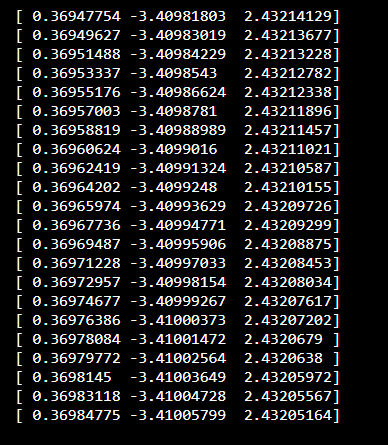 [ 0.36947754 -3.40981803  2.43214129]
[ 0.36949627 -3.40983019  2.43213677]
[ 0.36951488 -3.40984229  2.43213228]
[ 0.36953337 -3.4098543   2.43212782]
[ 0.36955176 -3.40986624  2.43212338]
[ 0.36957003 -3.4098781   2.43211896]
[ 0.36958819 -3.40988989  2.43211457]
[ 0.36960624 -3.4099016   2.43211021]
[ 0.36962419 -3.40991324  2.43210587]
[ 0.36964202 -3.4099248   2.43210155]
[ 0.36965974 -3.40993629  2.43209726]
[ 0.36967736 -3.40994771  2.43209299]
[ 0.36969487 -3.40995906  2.43208875]
[ 0.36971228 -3.40997033  2.43208453]
[ 0.36972957 -3.40998154  2.43208034]
[ 0.36974677 -3.40999267  2.43207617]
[ 0.36976386 -3.41000373  2.43207202]
[ 0.36978084 -3.41001472  2.4320679 ]
[ 0.36979772 -3.41002564  2.4320638 ]
[ 0.3698145  -3.41003649  2.43205972]
[ 0.36983118 -3.41004728  2.43205567]
[ 0.36984775 -3.41005799  2.43205164]